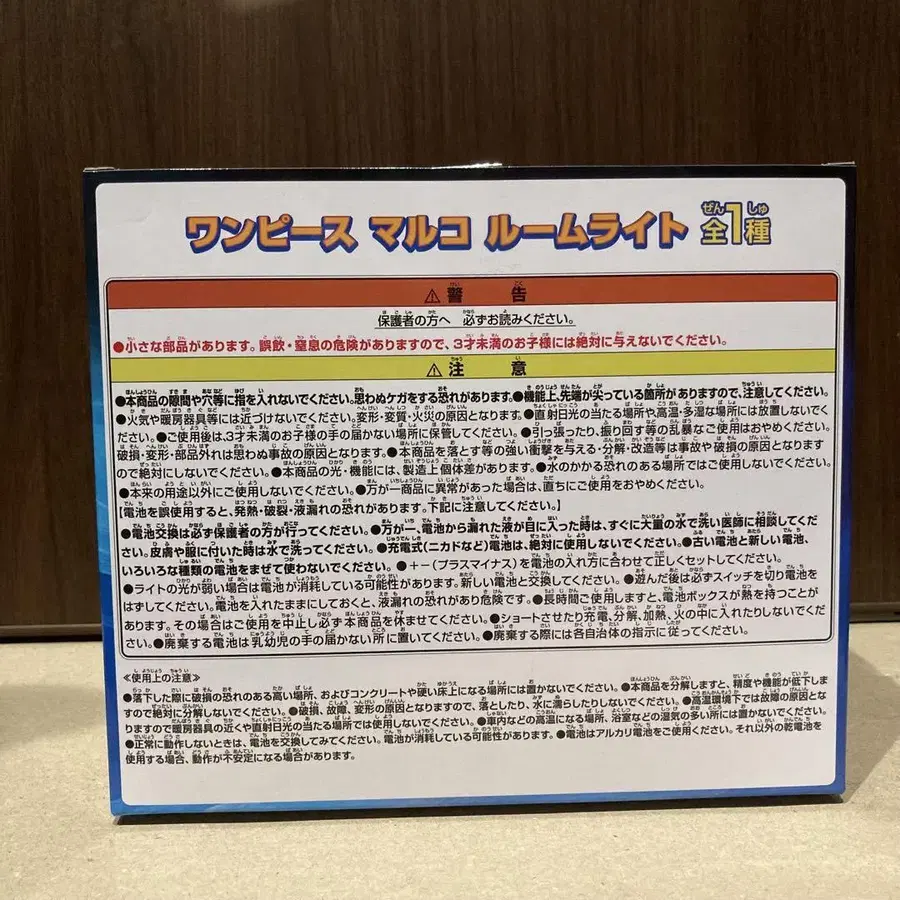 ワンピース マルコ ルームライト 全1種
⚠警 告
保護者の方へ 必ずお読みください。
●小さな部品があります。誤飲・窒息の危険がありますので、3才未満のお子様には絶対に与えないでください。
⚠注 意
●本商品の隙間や穴等に指を入れないでください。思わぬケガをする恐れがあります。●機能上、先端が尖っている箇所がありますので、注意してください。
●火気や暖房器具等には近づけないでください。変形・変質・火災の原因となります。●直射日光の当たる場所や、高温・多湿な場所には放置しないでく
ださい。●ご使用後は、3才未満のお子様の手の届かない場所に保管してください。●引っ張ったり、振り回す等の乱暴なご使用はおやめください。
破損・変形・部品外れは思わぬ事故の原因となります。●本商品を落とす等の強い衝撃を与える・分解・改造等は事故や破損の原因となります
ので絶対にしないでください。●本商品の光・機能には、製造上個体差があります。●水のかかる恐れのある場所ではご使用しないでください。
●本来の用途以外にご使用しないでください。●万が一商品に異常があった場合は、直ちにご使用をおやめください。
【電池を誤使用すると、発熱・破裂・液漏れの恐れがあります。下記に注意してください。】
●電池交換は必ず保護者の方が行ってください。●万が一、電池から漏れた液が目に入った時は、すぐに大量の水で洗い医師に相談してくだ
さい。皮膚や服に付いた時は水で洗ってください。●充電式(ニカドなど)電池は、絶対に使用しないでください。●古い電池と新しい電池、
いろいろな種類の電池をまぜて使わないでください。●+−(プラスマイナス)を電池の入れ方に合わせて正しくセットしてください。
●ライトの光が弱い場合は電池が消耗している可能性があります。新しい電池と交換してください。●遊んだ後は必ずスイッチを切り電池を
はずしてください。電池を入れたままにしておくと、液漏れの恐れがあり危険です。●長時間ご使用しますと、電池ボックスが熱を持つことが
あります。その場合はご使用を中止し必ず本商品を休ませてください。●ショートさせたり充電、分解、加熱、火の中に入れたりしないでくだ
さい。●廃棄する電池は乳幼児の手の届かない所に置いてください。●廃棄する際には各自治体の指示に従ってください。
≪使用上の注意≫
●落下した際に破損の恐れのある高い場所、およびコンクリートや硬い床上になる場所には置かないでください。●本商品を分解しますと、精度や機能が低下しま
すので絶対に分解しないでください。●破損、故障、変形の原因となりますので、落としたり、水に濡らしたりしないでください。●高温環境下では故障の原因とな
りますので暖房器具の近くや直射日光の当たる場所では使用しないでください。●車内などの高温になる場所、浴室などの湿気の多い所には置かないでください。
●正常に動作しないときは、電池を交換してみてください。電池が消耗している可能性があります。●電池はアルカリ電池をご使用ください。それ以外の乾電池を
使用する場合、動作が不安定になる場合があります。